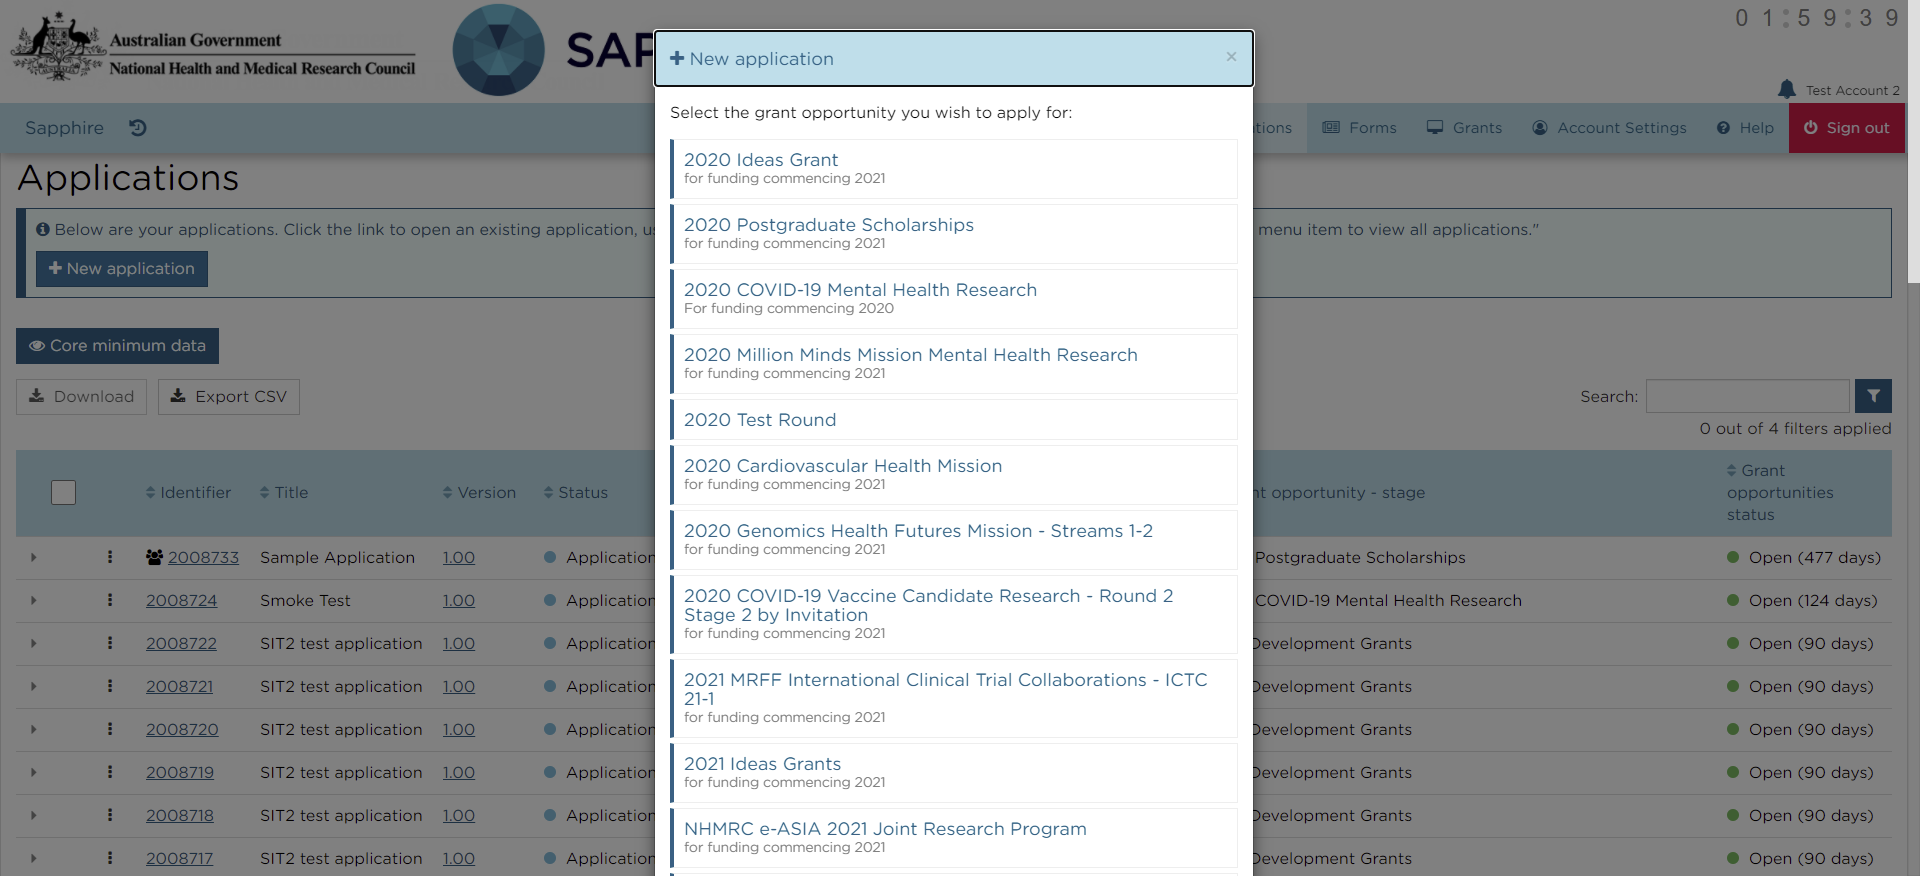 01:59:39
Australian Government
National Health and Medical Research Council
SAP
Test Account 2
Sapphire
tions
Forms
Grants
Account Settings
Help
Sign out
Applications
Below are your applications. Click the link to open an existing application,
menu item to view all applications."
New application
Core minimum data
Download
Export CSV
Search:
0 out of 4 filters applied
Identifier
Title
Version
Status
opportunity - stage
Grant
opportunities
status
2008733 Sample Application 1.00 Application Postgraduate Scholarships Open (477 days)
2008724 Smoke Test 1.00 Application COVID-19 Mental Health Research Open (124 days)
2008722 SIT2 test application 1.00 Application Development Grants Open (90 days)
2008721 SIT2 test application 1.00 Application Development Grants Open (90 days)
2008720 SIT2 test application 1.00 Application Development Grants Open (90 days)
2008719 SIT2 test application 1.00 Application Development Grants Open (90 days)
2008718 SIT2 test application 1.00 Application Development Grants Open (90 days)
2008717 SIT2 test application 1.00 Application Development Grants Open (90 days)
New application ×
Select the grant opportunity you wish to apply for:
2020 Ideas Grant
for funding commencing 2021
2020 Postgraduate Scholarships
for funding commencing 2021
2020 COVID-19 Mental Health Research
For funding commencing 2020
2020 Million Minds Mission Mental Health Research
for funding commencing 2021
2020 Test Round
2020 Cardiovascular Health Mission
for funding commencing 2021
2020 Genomics Health Futures Mission - Streams 1-2
for funding commencing 2021
2020 COVID-19 Vaccine Candidate Research - Round 2
Stage 2 by Invitation
for funding commencing 2021
2021 MRFF International Clinical Trial Collaborations - ICTC
21-1
for funding commencing 2021
2021 Ideas Grants
for funding commencing 2021
NHMRC e-ASIA 2021 Joint Research Program
for funding commencing 2021